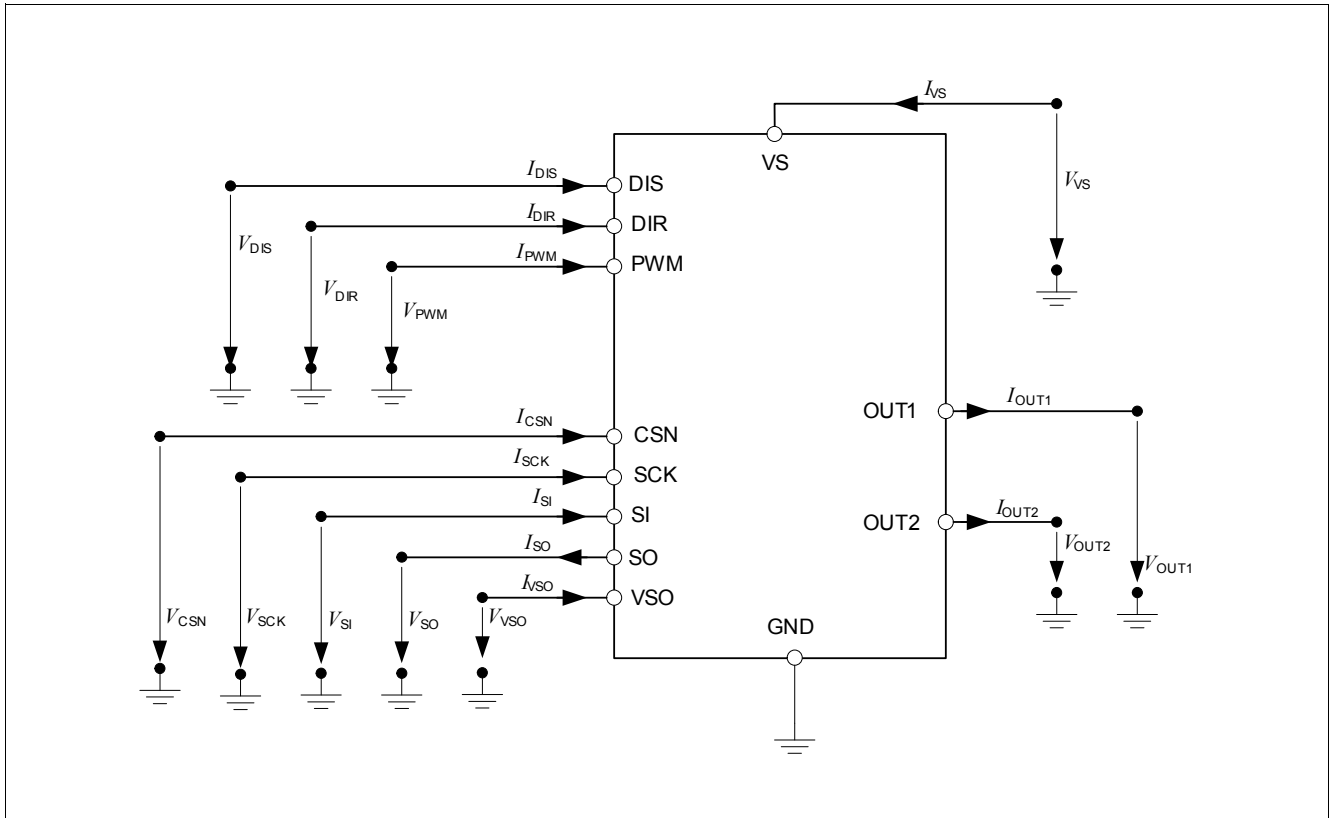 IVS
VS
VVS
IDIS
DIS
IDIR
DIR
VDIS
IPWM
PWM
VDIR
VPWM
OUT1
IOUT1
ICSN
CSN
ISCK
SCK
ISI
SI
OUT2
IOUT2
ISO
SO
VOUT2
VOUT1
IVSO
VSO
VCSN
VSCK
VSI
VSO
VVSO
GND